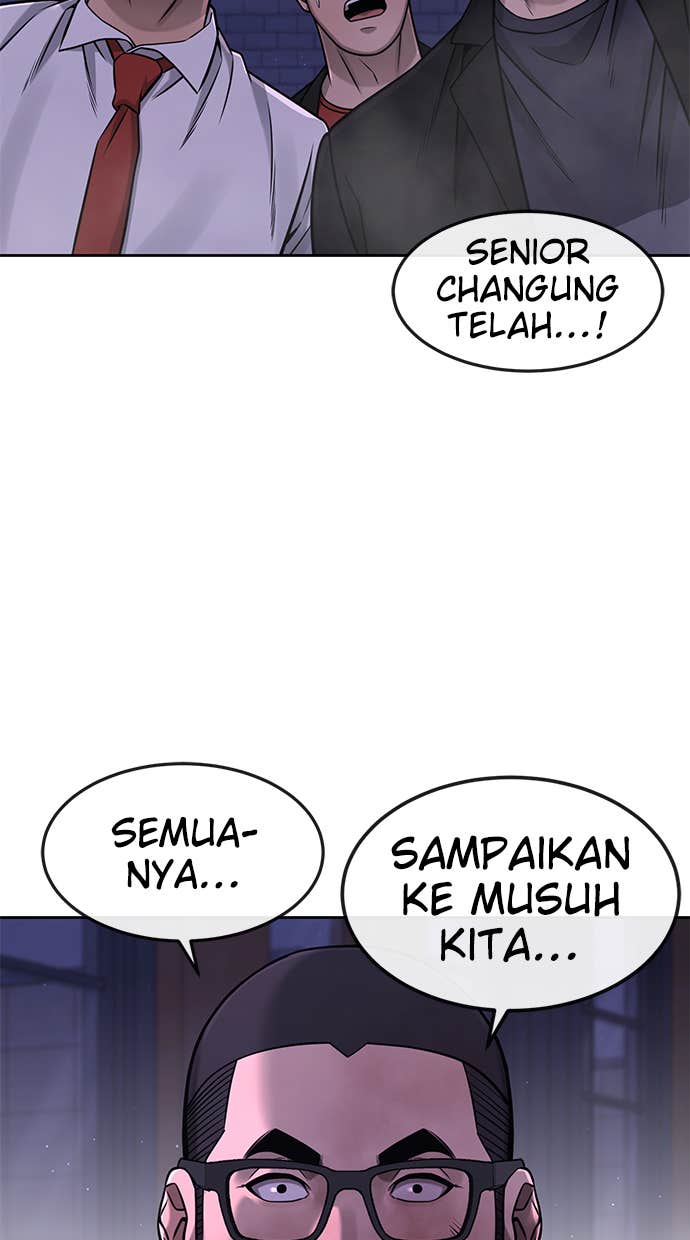 SENIOR
CHANGUNG
TELAH...!
SEMUA-
NYA...
SAMPAIKAN
KE MUSUH
KITA...